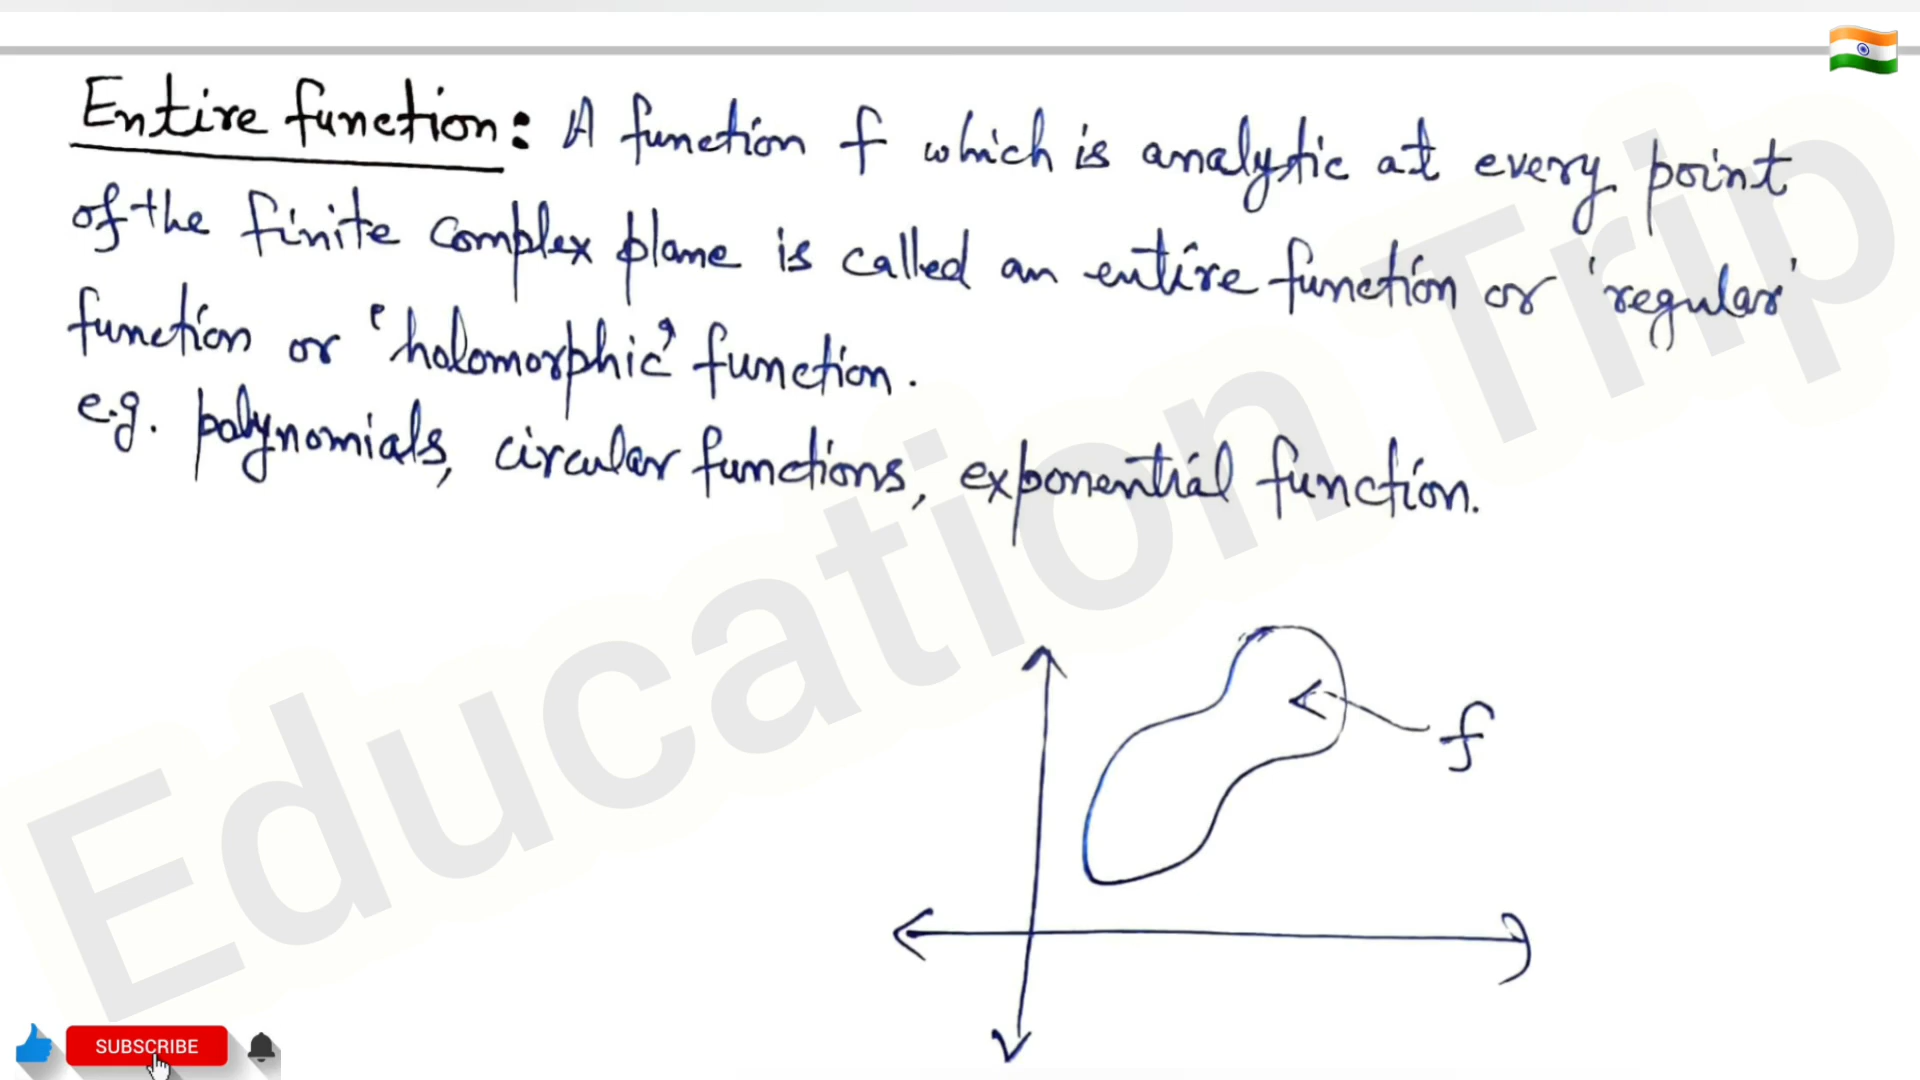 Entire function: A function f which is analytic at every point
of the finite complex plane is called an entire function or 'regular'
function or 'holomorphic' function.
e.g. polynomials, circular functions, exponential function.
f
Education Trip
SUBSCRIBE